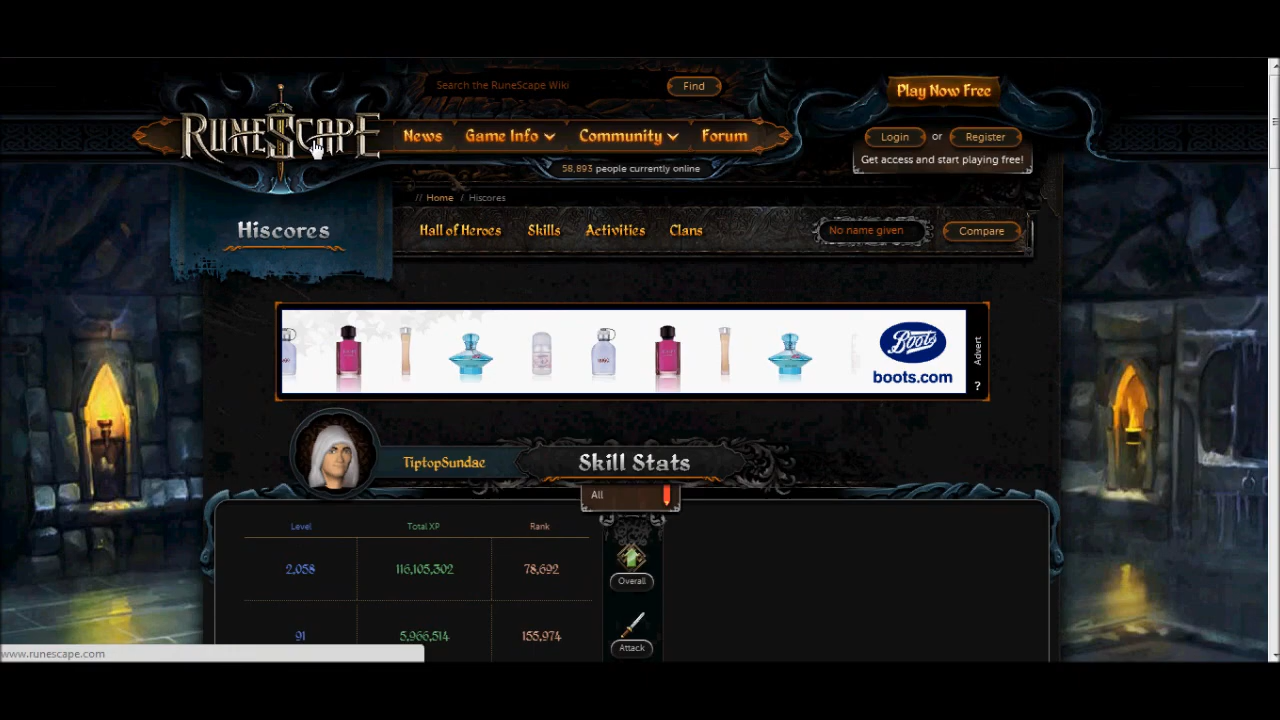 Search the RuneScape Wiki
Find
Play Now Free
RUNESCAPE
News
Game Info
Community
Forum
Login
or
Register
Get access and start playing free!
58,893 people currently online
// Home / Hiscores
Hiscores
Hall of Heroes
Skills
Activities
Clans
No name given
Compare
Boots
boots.com
Advert
?
TiptopSundae
Skill Stats
All
Level
Total XP
Rank
2,058
116,105,302
78,692
Overall
91
5,966,514
155,974
Attack
www.runescape.com